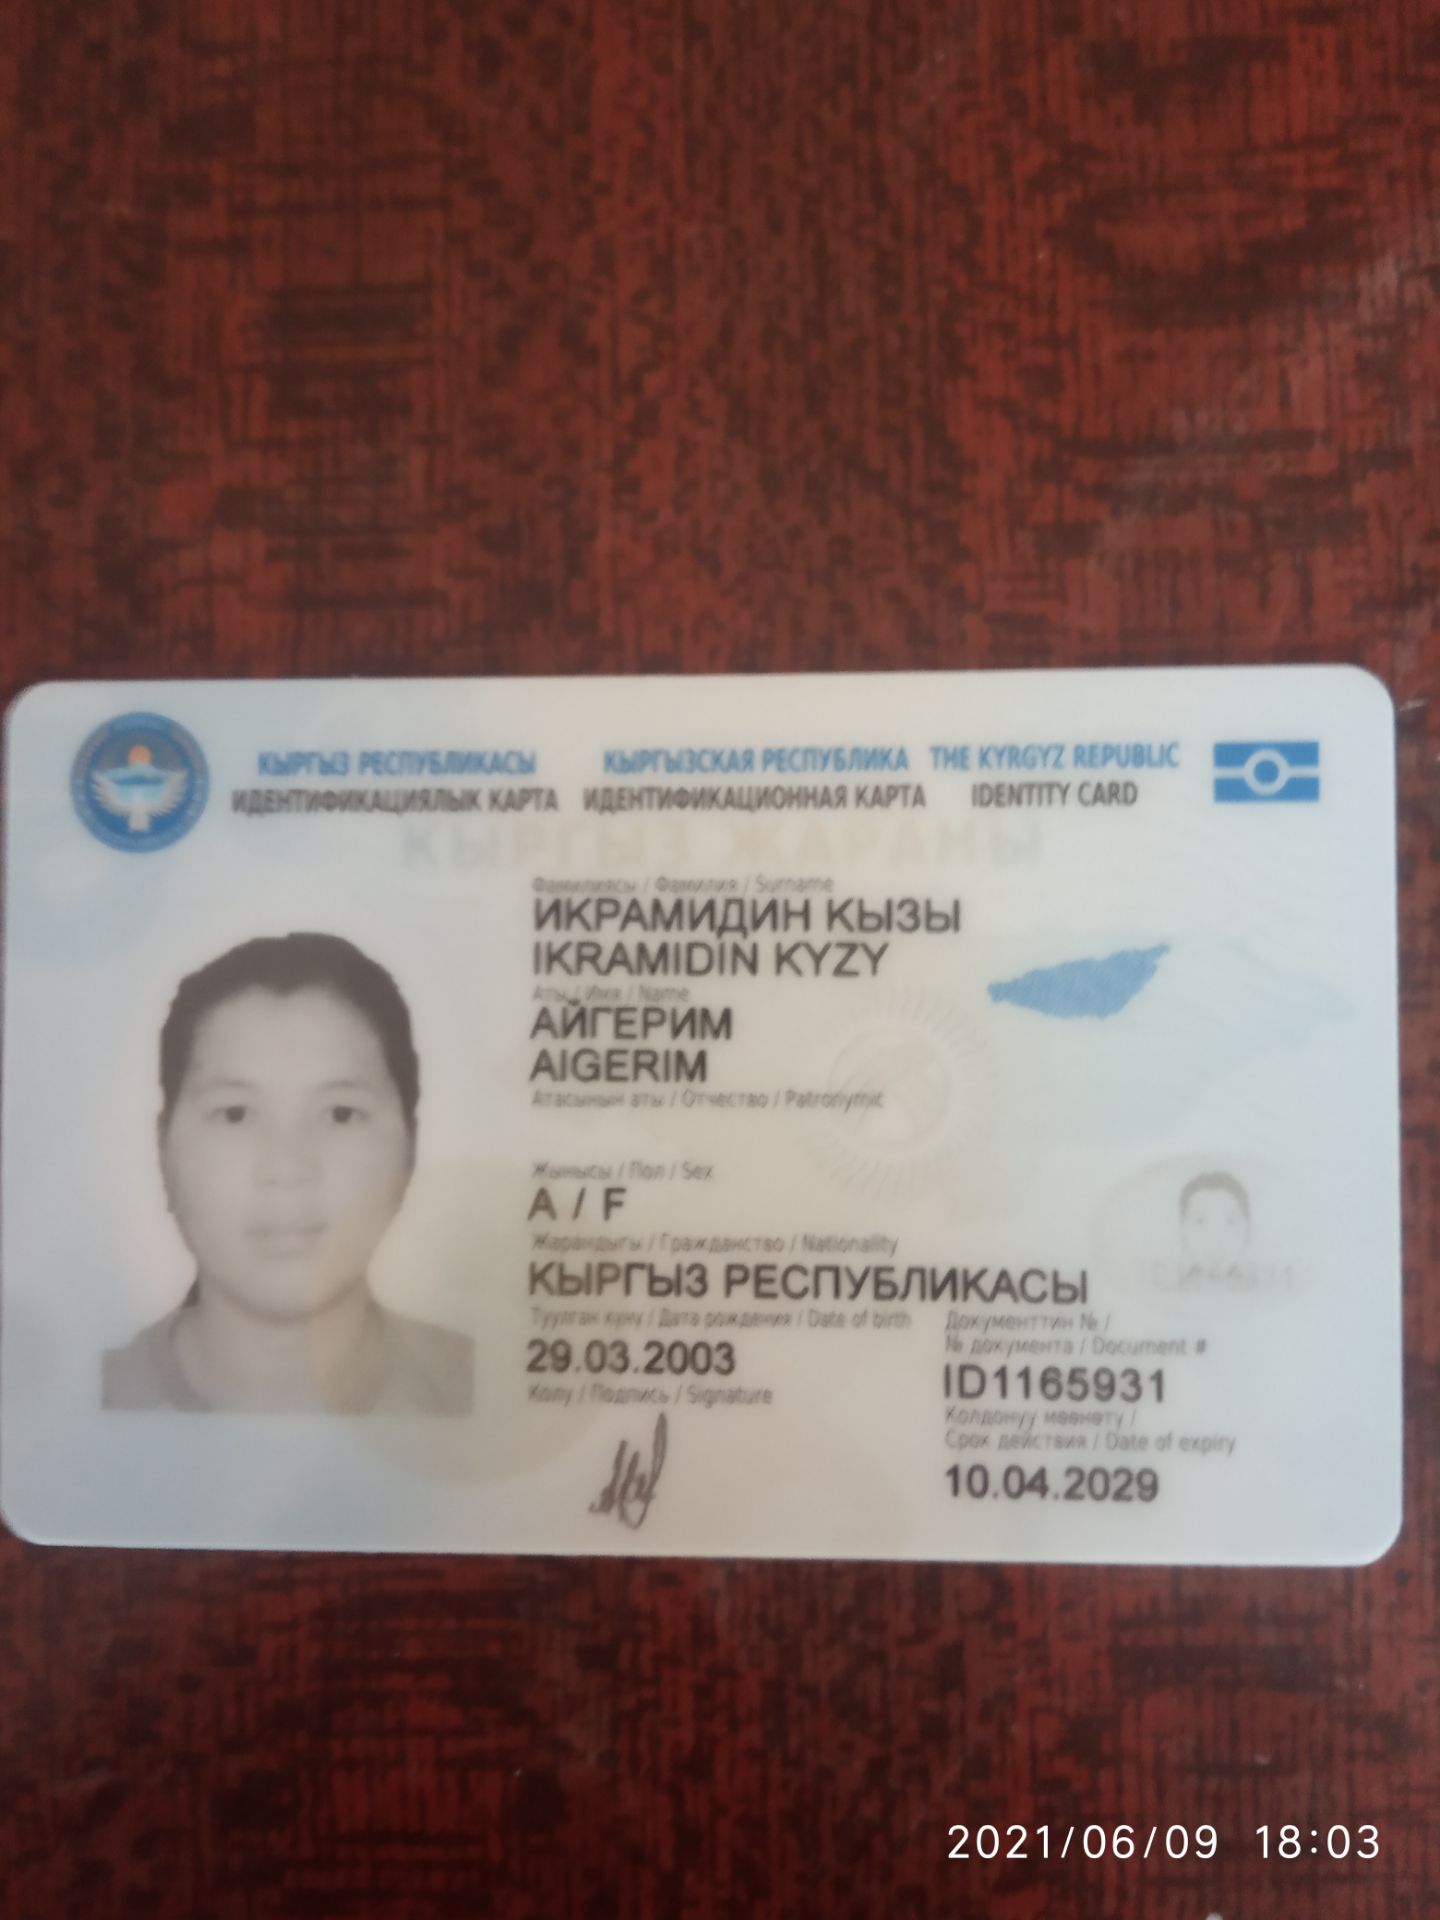 КЫРГЫЗ РЕСПУБЛИКАСЫ КЫРГЫЗСКАЯ РЕСПУБЛИКА THE KYRGYZ REPUBLIC
ИДЕНТИФИКАЦИЯЛЫК КАРТА ИДЕНТИФИКАЦИОННАЯ КАРТА IDENTITY CARD
КЫРГЫЗ ЖАРАНЫ
Фамилиясы / Фамилия / Surname
ИКРАМИДИН КЫЗЫ
IKRAMIDIN KYZY
Аты / Имя / Name
АЙГЕРИМ
AIGERIM
Атасынын аты / Отчество / Patronymic
Жынысы / Пол / Sex
А / F
Жарандыгы / Гражданство / Nationality
КЫРГЫЗ РЕСПУБЛИКАСЫ
Туулган күнү / Дата рождения / Date of birth
29.03.2003
Документтин № /
№ документа / Document #
ID1165931
Колу / Подпись / Signature
Колдонуу мөөнөтү /
Срок действия / Date of expiry
10.04.2029
2021/06/09 18:03